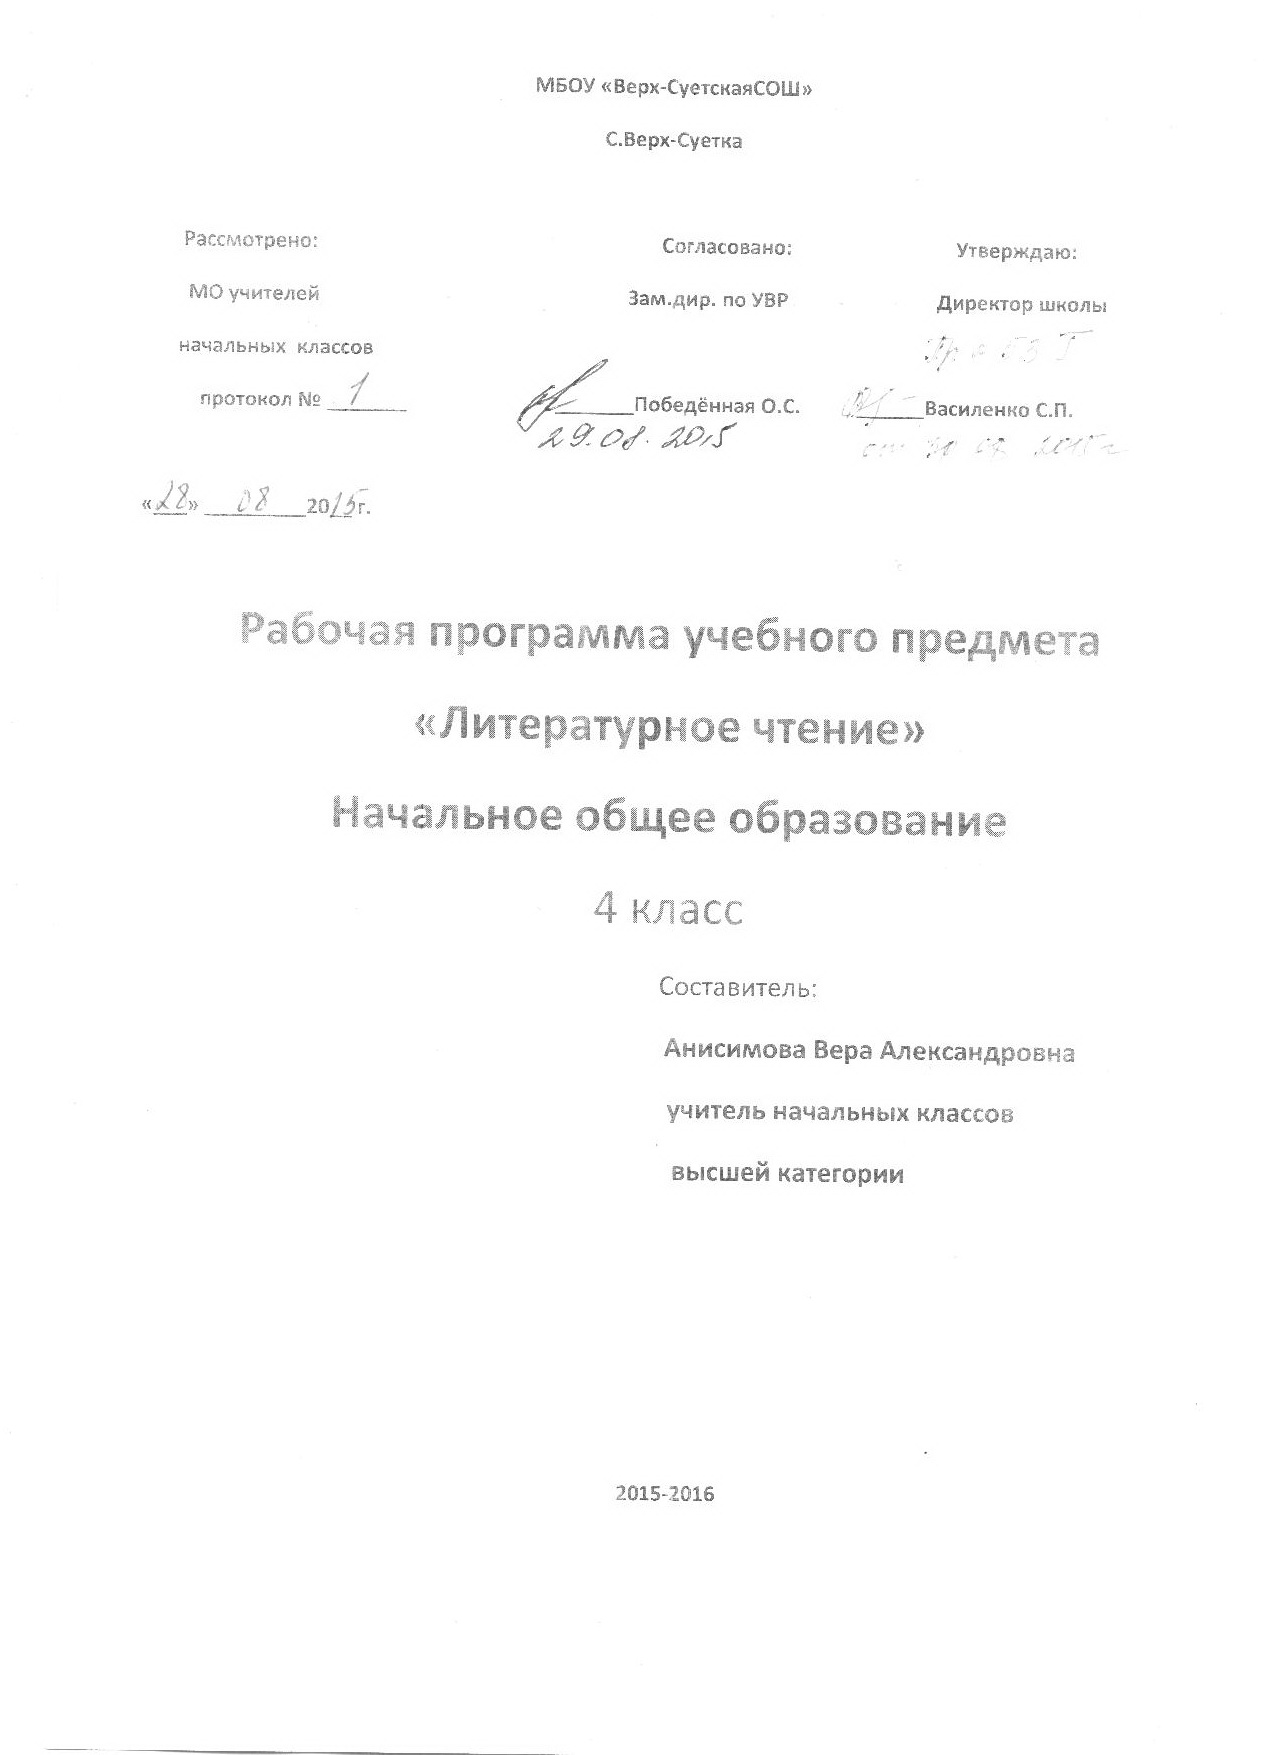 МБОУ «Верх-СуетскаяСОШ»
С.Верх-Суетка
Рассмотрено:
МО учителей
начальных классов
протокол № 1
«28» 08 2015г.
Согласовано:
Зам.дир. по УВР
Победённая О.С.
29.08.2015
Утверждаю:
Директор школы
Василенко С.П.
2015г
Рабочая программа учебного предмета
«Литературное чтение»
Начальное общее образование
4 класс
Составитель:
Анисимова Вера Александровна
учитель начальных классов
высшей категории
2015-2016